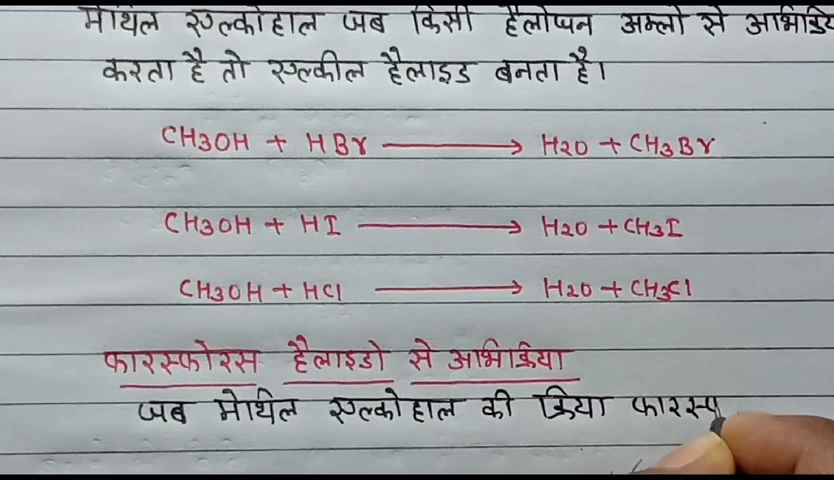 मेथिल एल्कोहाल जब किसी हैलोजन अम्लो से
करता है तो एल्कील हैलाइड बनता है।
CH3OH + HBr ⟶ H2O + CH3Br
CH3OH + HI ⟶ H2O + CH3I
CH3OH + HCl ⟶ H2O + CH3Cl
फास्फोरस हैलाइडो से अभिक्रिया
जब मेथिल एल्कोहाल की क्रिया